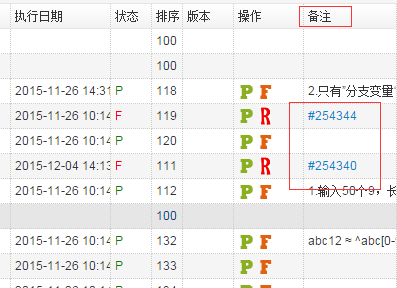 执行日期 状态 排序 版本 操作 备注
100
100
2015-11-26 14:31 P 118 P F 2.只有"分支变量"
2015-11-26 10:14 F 119 P R #254344
2015-11-26 10:14 P 120 P F
2015-12-04 14:13 F 111 P R #254340
2015-11-26 10:14 P 112 P F 1.输入50个9，长
100
2015-11-26 10:14 P 132 P F abc12 ≈ ^abc[0-
2015-11-26 10:14 P 133 P F